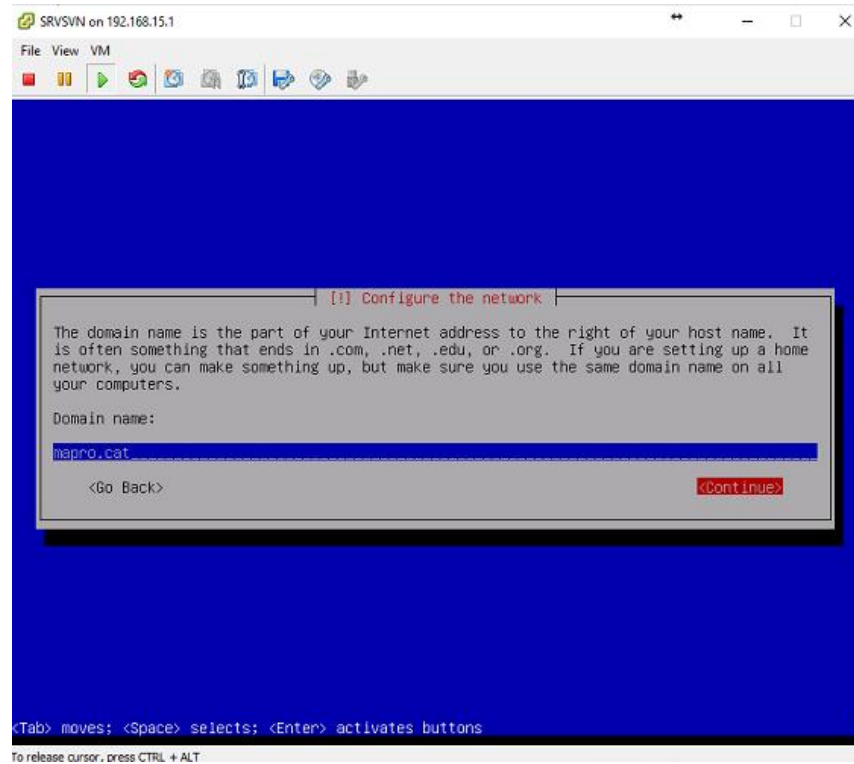 SRVSVN on 192.168.15.1
File View VM
[!] Configure the network
The domain name is the part of your Internet address to the right of your host name. It
is often something that ends in .com, .net, .edu, or .org. If you are setting up a home
network, you can make something up, but make sure you use the same domain name on all
your computers.
Domain name:
mapro.cat
<Go Back> <Continue>
<Tab> moves; <Space> selects; <Enter> activates buttons
To release cursor, press CTRL + ALT